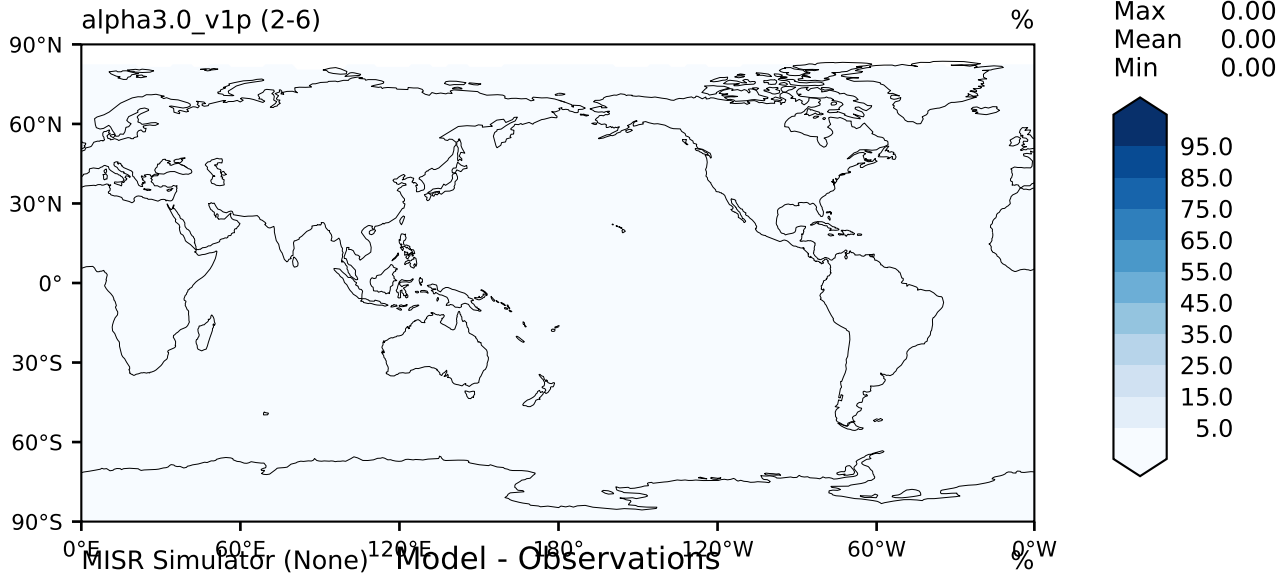 alpha3.0_v1p (2-6) %
Max 0.00
Mean 0.00
Min 0.00
90°N
60°N
30°N
0°
30°S
60°S
90°S
95.0
85.0
75.0
65.0
55.0
45.0
35.0
25.0
15.0
5.0
0°E 60°E 120°E 180° 120°W 60°W 0°W
MISR Simulator (None) Model - Observations %